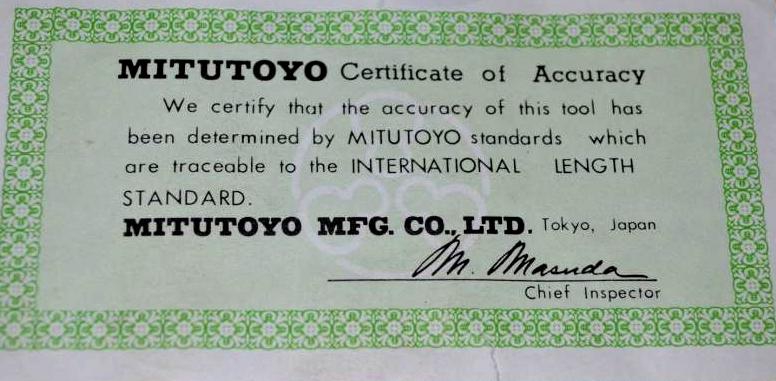 MITUTOYO Certificate of Accuracy
We certify that the accuracy of this tool has
been determined by MITUTOYO standards which
are traceable to the INTERNATIONAL LENGTH
STANDARD.
MITUTOYO MFG. CO., LTD. Tokyo, Japan
M. Masuda
Chief Inspector